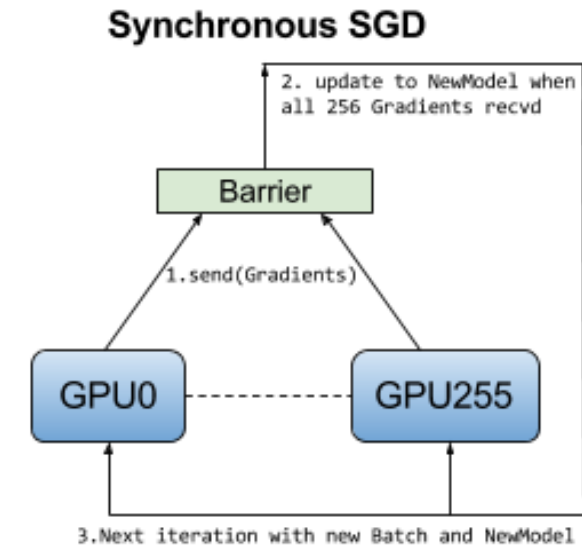 Synchronous SGD
2. update to NewModel when
all 256 Gradients recvd
Barrier
1.send(Gradients)
GPU0
GPU255
3.Next iteration with new Batch and NewModel